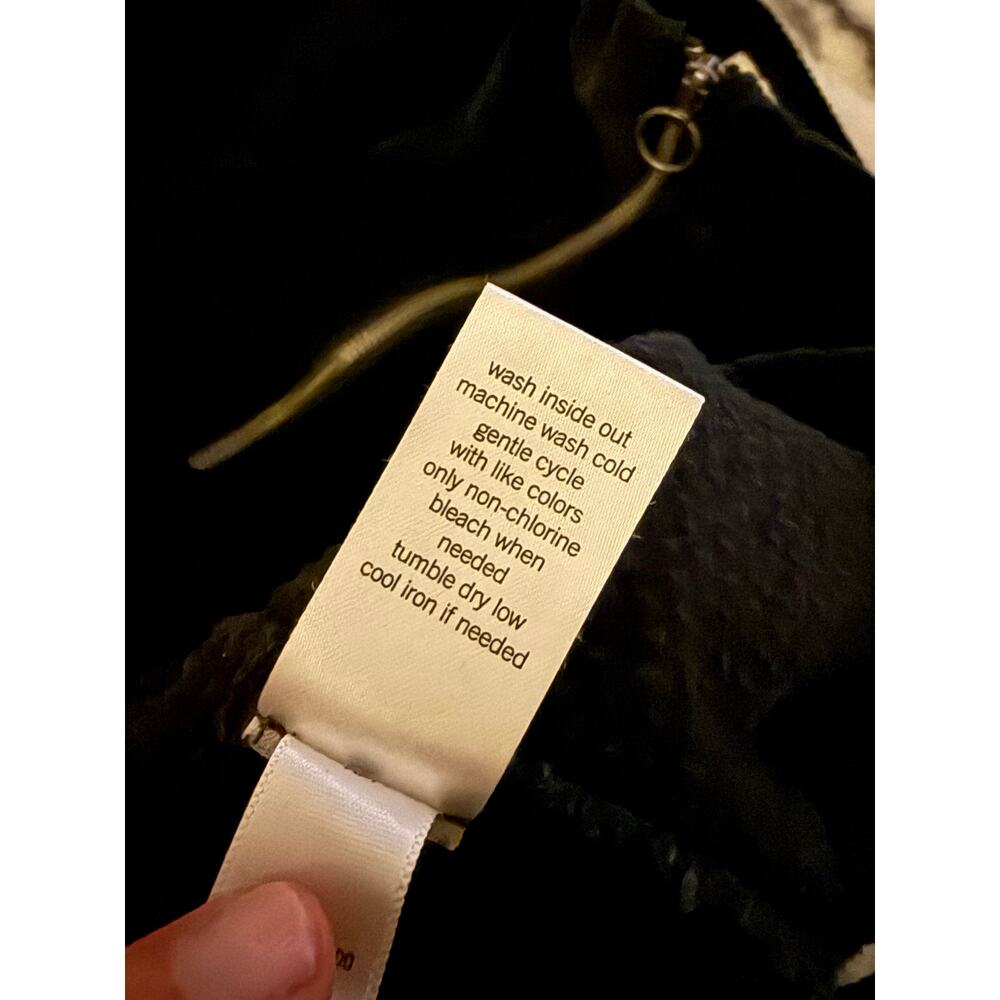 wash inside out
machine wash cold
gentle cycle
with like colors
only non-chlorine
bleach when
needed
tumble dry low
cool iron if needed